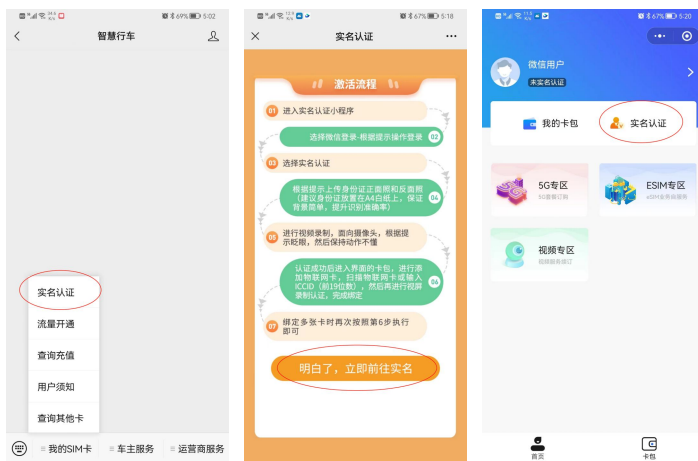 69% 5:02
智慧行车
实名认证
流量开通
查询充值
用户须知
查询其他卡
我的SIM卡
车主服务
运营商服务
67% 5:18
实名认证
激活流程
01 进入实名认证小程序
选择微信登录-根据提示操作登录 02
03 选择实名认证
根据提示上传身份证正面照和反面照
（建议身份证放置在A4白纸上，保证
背景简单，提升识别准确率） 04
05 进行视频录制，面向摄像头，根据提
示眨眼，然后保持动作不懂
认证成功后进入界面的卡包，进行添
加物联网卡，扫描物联网卡或输入
ICCID（前19位数），然后再进行视屏
录制认证，完成绑定 06
07 绑定多张卡时再次按照第6步执行
即可
明白了，立即前往实名
67% 5:20
微信用户
未实名认证
我的卡包
实名认证
5G专区
5G套餐订购
ESIM专区
视频专区
首页
卡包